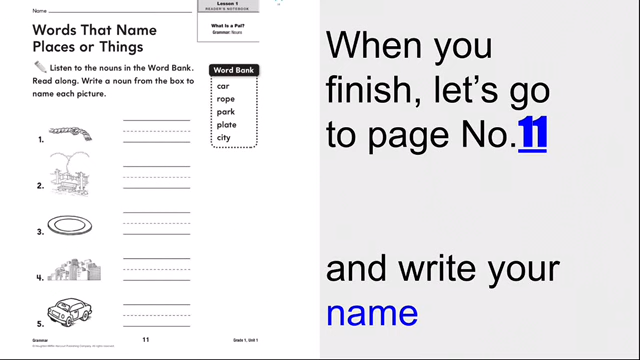 Name
Lesson 1
READER'S NOTEBOOK
What Is a Pal?
Grammar: Nouns
Words That Name
Places or Things
Listen to the nouns in the Word Bank.
Read along. Write a noun from the box to
name each picture.
Word Bank
car
rope
park
plate
city
1.
2.
3.
4.
5.
Grammar
11
Grade 1, Unit 1
When you
finish, let's go
to page No.11
and write your
name